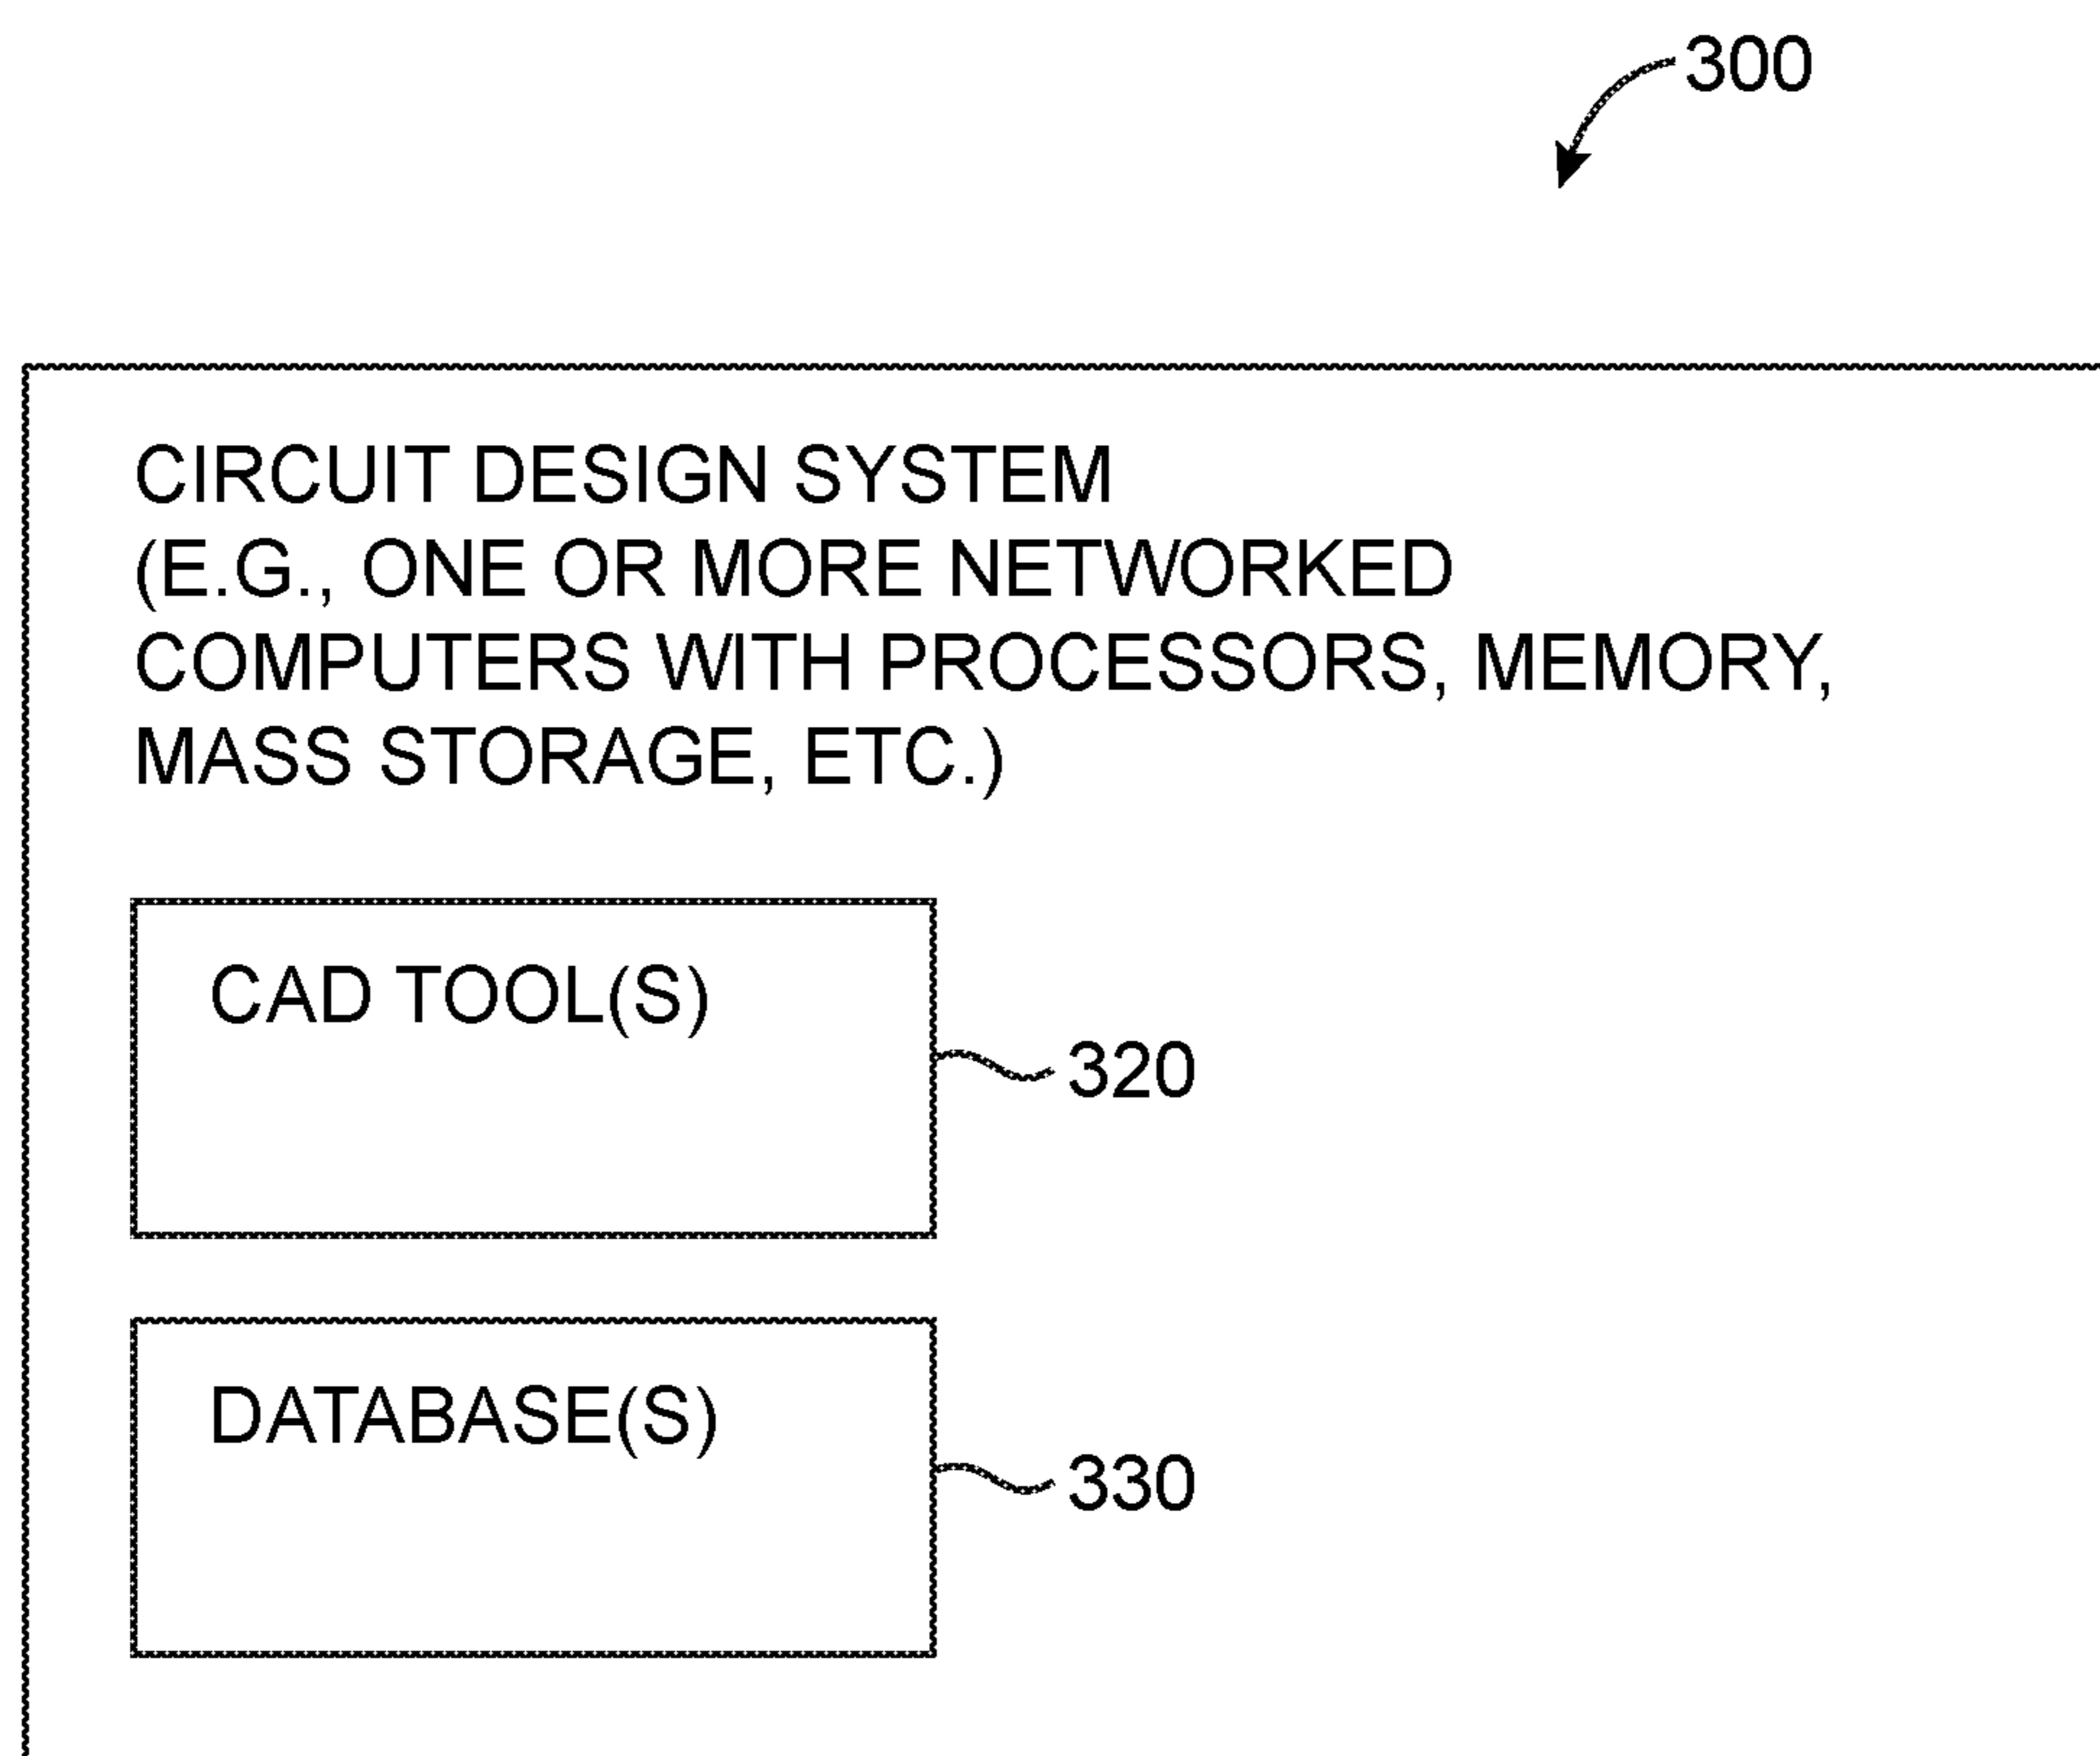 300
CIRCUIT DESIGN SYSTEM
(E.G., ONE OR MORE NETWORKED
COMPUTERS WITH PROCESSORS, MEMORY,
MASS STORAGE, ETC.)
CAD TOOL(S)
320
DATABASE(S)
330